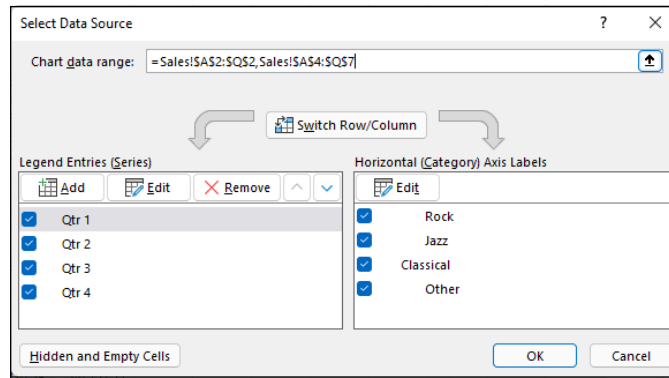 Select Data Source ? ×
Chart data range: =Sales!$A$2:$Q$2,Sales!$A$4:$Q$7
Switch Row/Column
Legend Entries (Series)
Add Edit Remove
Qtr 1
Qtr 2
Qtr 3
Qtr 4
Horizontal (Category) Axis Labels
Edit
Rock
Jazz
Classical
Other
Hidden and Empty Cells
OK Cancel